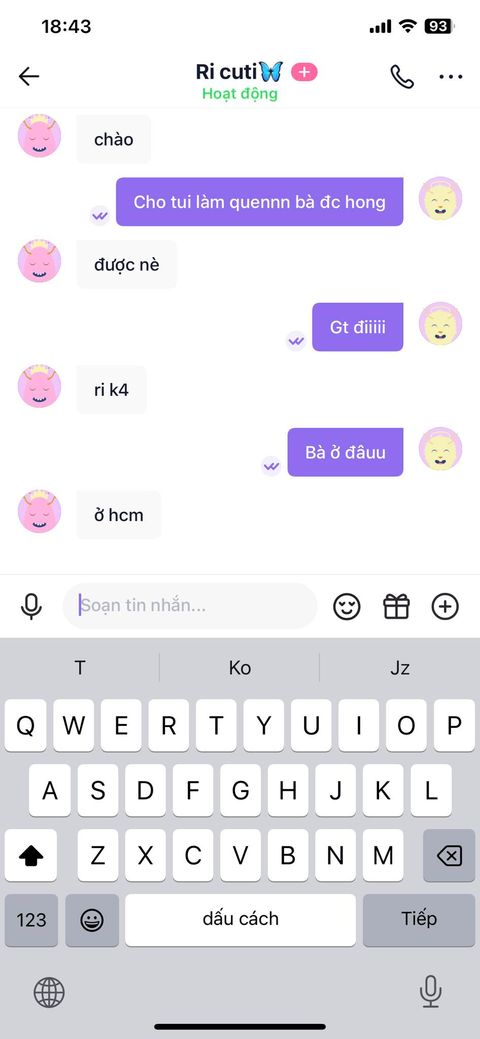 18:43
93
Ri cuti🦋
Hoạt động
chào
Cho tui làm quennn bà đc hong
được nè
Gt điiiii
ri k4
Bà ở đâuu
ở hcm
Soạn tin nhắn...
T Ko Jz
Q W E R T Y U I O P
A S D F G H J K L
Z X C V B N M
123 dấu cách Tiếp